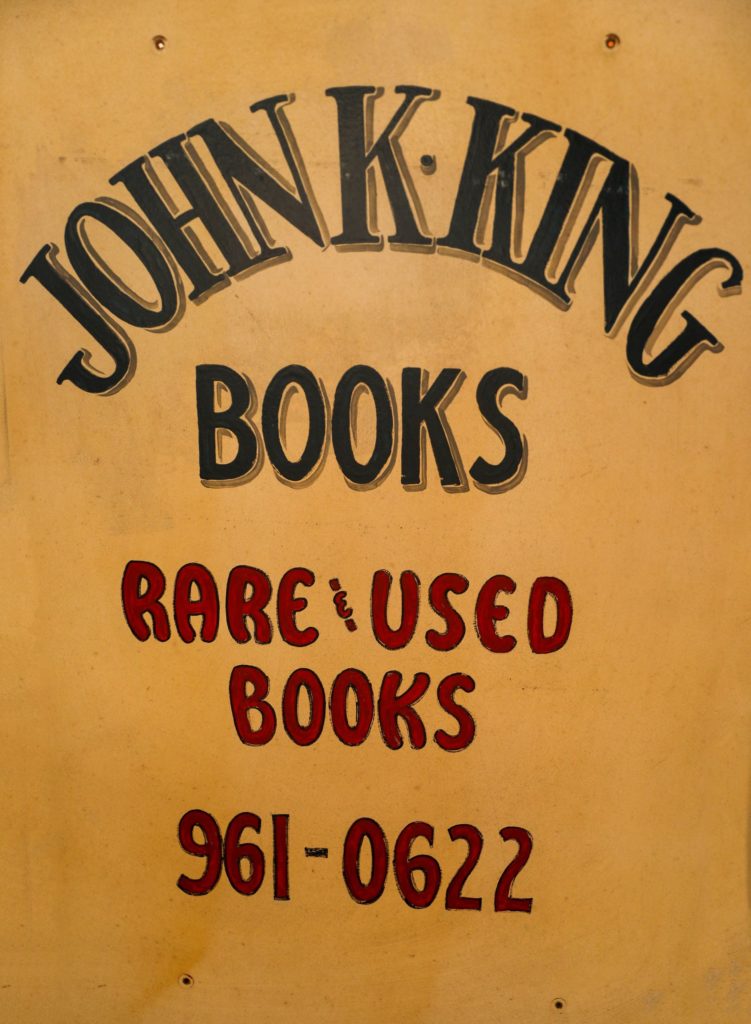 JOHN K. KING
BOOKS
RARE & USED
BOOKS
961-0622